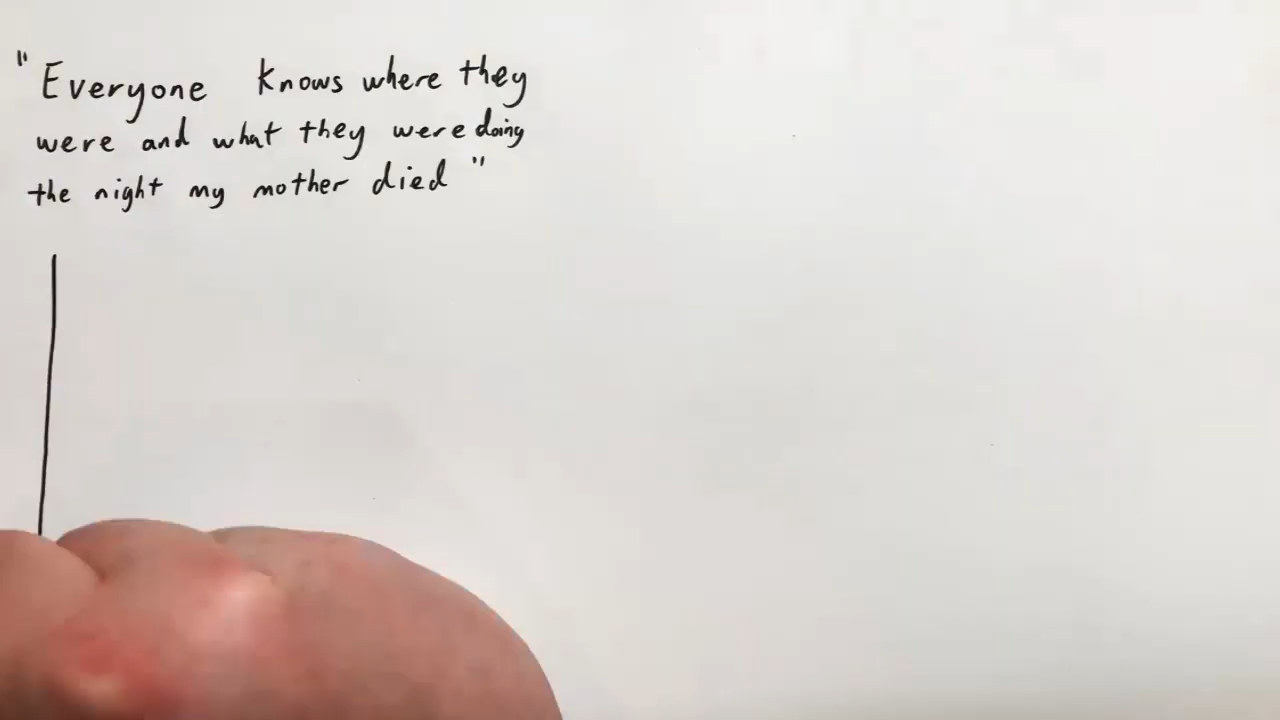 "Everyone knows where they
were and what they were doing
the night my mother died"